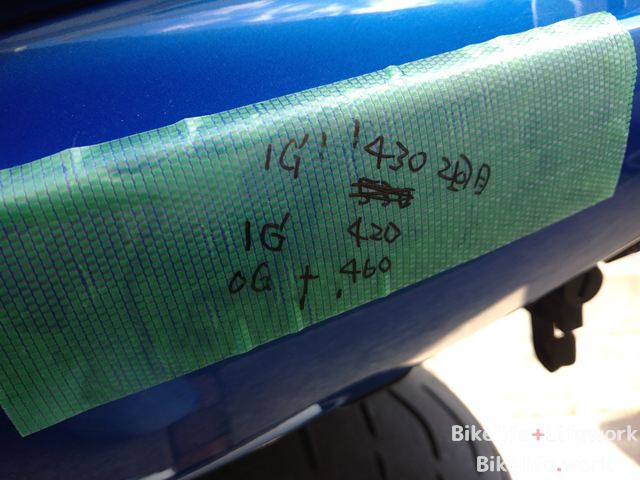 1G'' 430 2回目
1G' 420
0G 460
Bikelife+Lifework
Bikelife.work